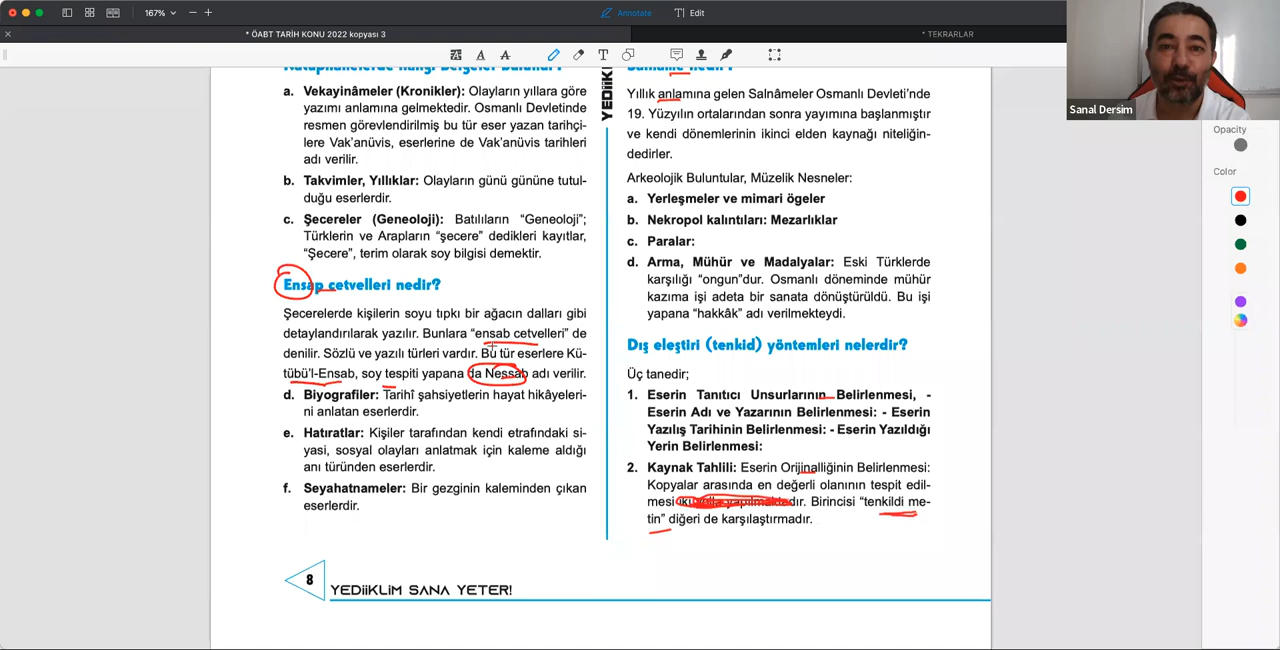 167%
Annotate
Edit
* ÖABT TARİH KONU 2022 kopyası 3
* TEKRARLAR
a. Vekayinâmeler (Kronikler): Olayların yıllara göre
yazımı anlamına gelmektedir. Osmanlı Devletinde
resmen görevlendirilmiş bu tür eser yazan tarihçi-
lere Vak’anüvis, eserlerine de Vak’anüvis tarihleri
adı verilir.
b. Takvimler, Yıllıklar: Olayların günü gününe tutul-
duğu eserlerdir.
c. Şecereler (Geneoloji): Batılıların “Geneoloji”;
Türklerin ve Arapların “şecere” dedikleri kayıtlar,
“Şecere”, terim olarak soy bilgisi demektir.
Ensap cetvelleri nedir?
Şecerelerde kişilerin soyu tıpkı bir ağacın dalları gibi
detaylandırılarak yazılır. Bunlara “ensab cetvelleri” de
denilir. Sözlü ve yazılı türleri vardır. Bu tür eserlere Kü-
tübü’l-Ensab, soy tespiti yapana da Nessab adı verilir.
d. Biyografiler: Tarihî şahsiyetlerin hayat hikâyeleri-
ni anlatan eserlerdir.
e. Hatıratlar: Kişiler tarafından kendi etrafındaki si-
yasi, sosyal olayları anlatmak için kaleme aldığı
anı türünden eserlerdir.
f. Seyahatnameler: Bir gezginin kaleminden çıkan
eserlerdir.
8
YEDİİKLİM SANA YETER!
Yıllık anlamına gelen Salnâmeler Osmanlı Devleti’nde
19. Yüzyılın ortalarından sonra yayımına başlanmıştır
ve kendi dönemlerinin ikinci elden kaynağı niteliğin-
dedirler.
Arkeolojik Buluntular, Müzelik Nesneler:
a. Yerleşmeler ve mimari ögeler
b. Nekropol kalıntıları: Mezarlıklar
c. Paralar:
d. Arma, Mühür ve Madalyalar: Eski Türklerde
karşılığı “ongun”dur. Osmanlı döneminde mühür
kazıma işi adeta bir sanata dönüştürüldü. Bu işi
yapana “hakkâk” adı verilmekteydi.
Dış eleştiri (tenkid) yöntemleri nelerdir?
Üç tanedir;
1. Eserin Tanıtıcı Unsurlarının Belirlenmesi, -
Eserin Adı ve Yazarının Belirlenmesi: - Eserin
Yazılış Tarihinin Belirlenmesi: - Eserin Yazıldığı
Yerin Belirlenmesi:
2. Kaynak Tahlili: Eserin Orijinalliğinin Belirlenmesi:
Kopyalar arasında en değerli olanının tespit edil-
mesi Birincisi “tenkildi me-
tin” diğeri de karşılaştırmadır.
Sanal Dersim
Opacity
Color